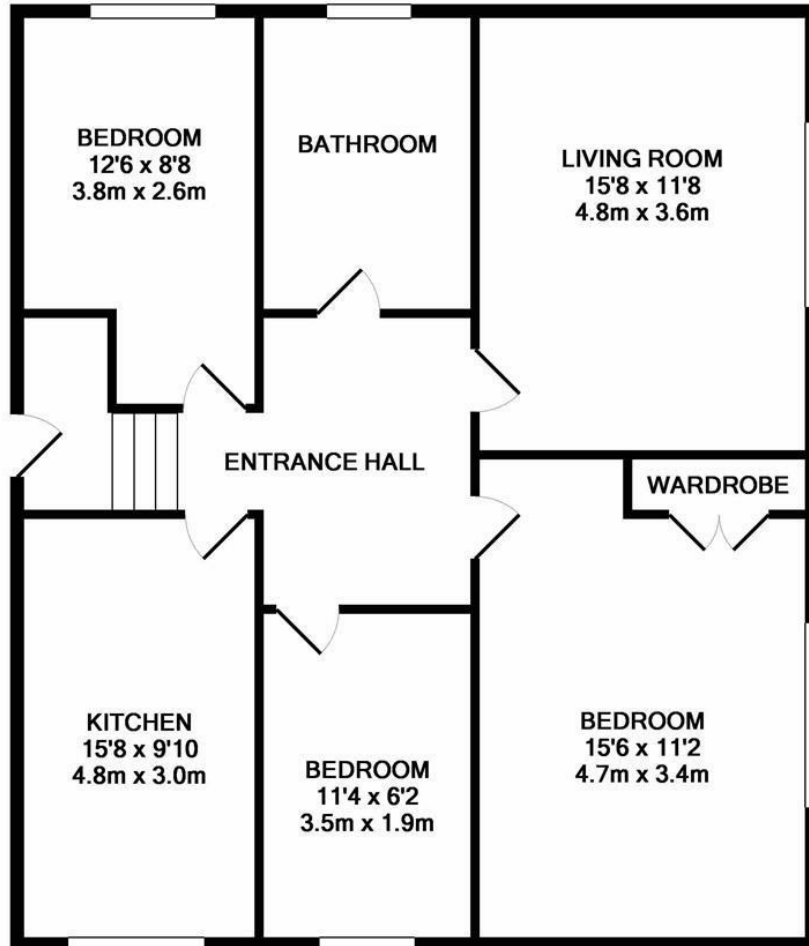 BEDROOM
12'6 x 8'8
3.8m x 2.6m
BATHROOM
LIVING ROOM
15'8 x 11'8
4.8m x 3.6m
ENTRANCE HALL
WARDROBE
KITCHEN
15'8 x 9'10
4.8m x 3.0m
BEDROOM
11'4 x 6'2
3.5m x 1.9m
BEDROOM
15'6 x 11'2
4.7m x 3.4m